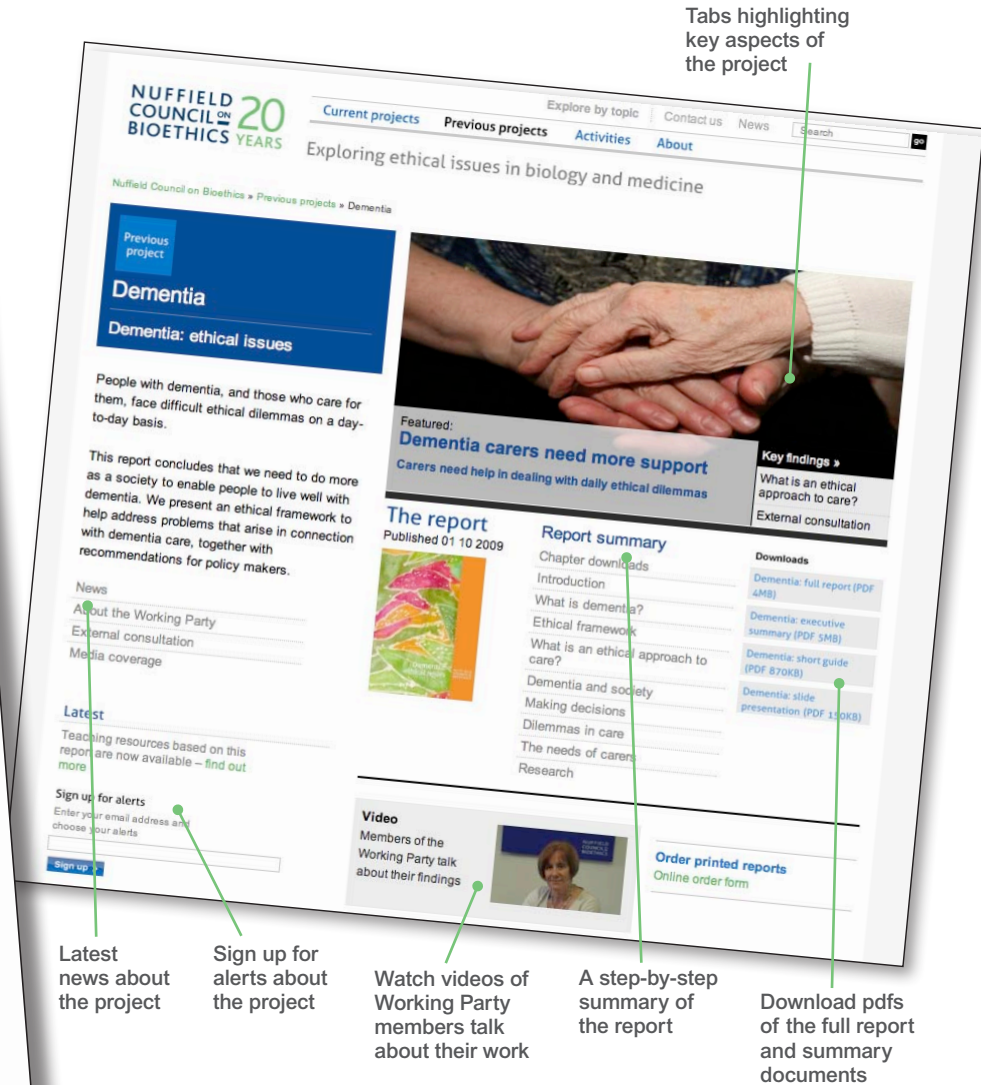 Tabs highlighting
key aspects of
the project
NUFFIELD
COUNCIL ON
BIOETHICS
20
YEARS
Explore by topic
Contact us
News
Search
go
Current projects
Previous projects
Activities
About
Exploring ethical issues in biology and medicine
Nuffield Council on Bioethics » Previous projects » Dementia
Previous
project
Dementia
Dementia: ethical issues
People with dementia, and those who care for
them, face difficult ethical dilemmas on a day-
to-day basis.
This report concludes that we need to do more
as a society to enable people to live well with
dementia. We present an ethical framework to
help address problems that arise in connection
with dementia care, together with
recommendations for policy makers.
News
About the Working Party
External consultation
Media coverage
Latest
Teaching resources based on this
report are now available – find out
more
Sign up for alerts
Enter your email address and
choose your alerts
Sign up »
Featured:
Dementia carers need more support
Carers need help in dealing with daily ethical dilemmas
Key findings »
What is an ethical
approach to care?
External consultation
The report
Published 01 10 2009
Dementia
ethical issues
Report summary
Chapter downloads
Introduction
What is dementia?
Ethical framework
What is an ethical approach to
care?
Dementia and society
Making decisions
Dilemmas in care
The needs of carers
Research
Downloads
Dementia: full report (PDF
4MB)
Dementia: executive
summary (PDF 5MB)
Dementia: short guide
(PDF 870KB)
Dementia: slide
presentation (PDF 190KB)
Video
Members of the
Working Party talk
about their findings
NUFFIELD
COUNCIL ON
BIOETHICS
Order printed reports
Online order form
Latest
news about
the project
Sign up for
alerts about
the project
Watch videos of
Working Party
members talk
about their work
A step-by-step
summary of
the report
Download pdfs
of the full report
and summary
documents